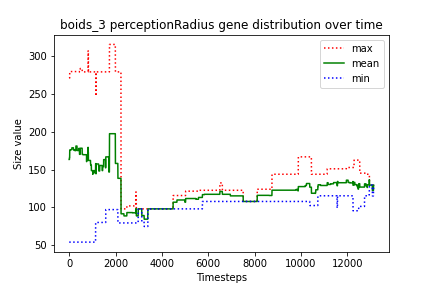 boids_3 perceptionRadius gene distribution over time
max
mean
min
Size value
300
250
200
150
100
50
0
2000
4000
6000
8000
10000
12000
Timesteps